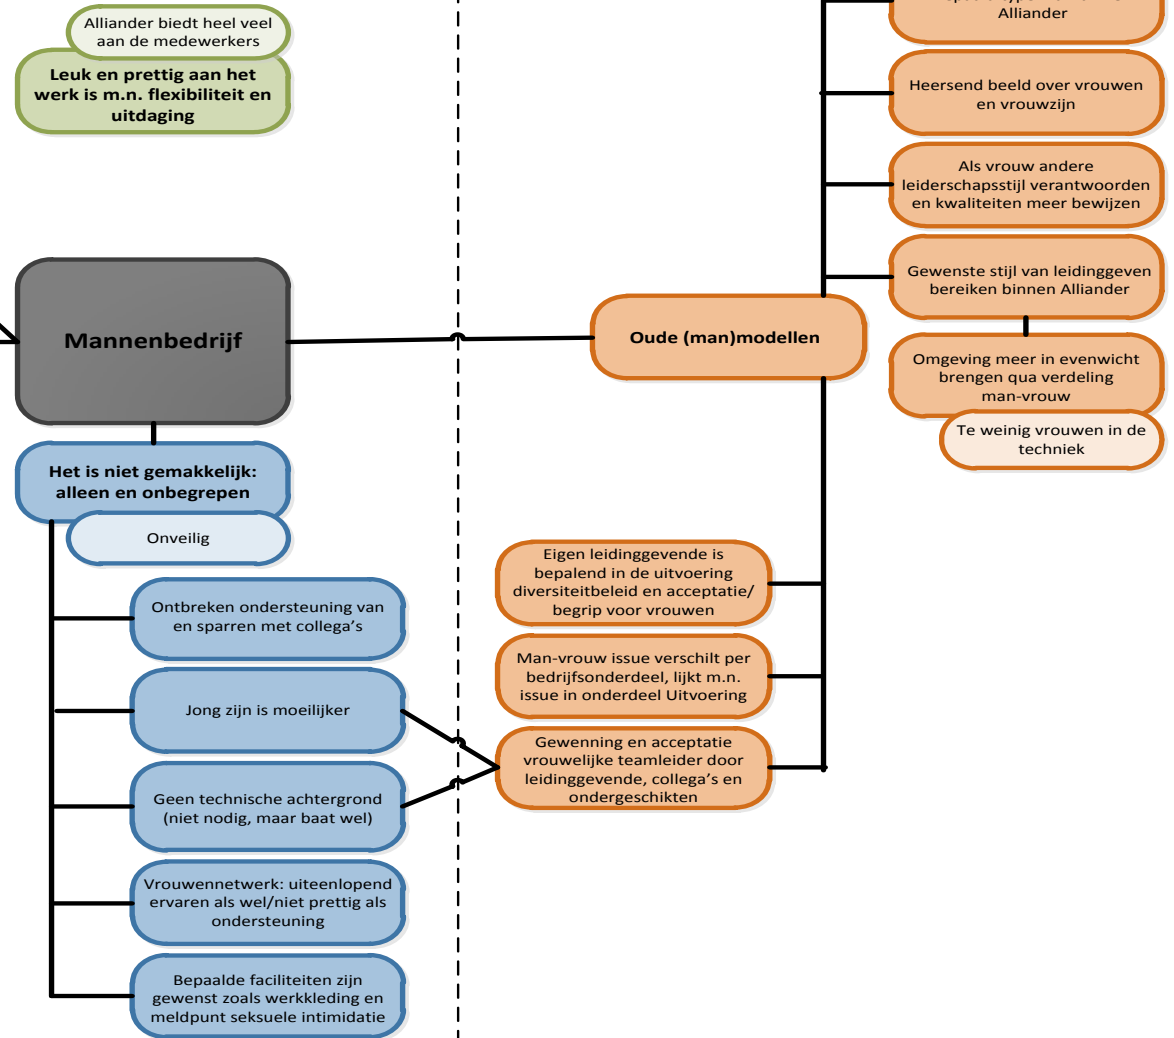 Alliander biedt heel veel
aan de medewerkers
Leuk en prettig aan het
werk is m.n. flexibiliteit en
uitdaging
Mannenbedrijf
Het is niet gemakkelijk:
alleen en onbegrepen
Onveilig
Ontbreken ondersteuning van
en sparren met collega's
Jong zijn is moeilijker
Geen technische achtergrond
(niet nodig, maar baat wel)
Vrouwennetwerk: uiteenlopend
ervaren als wel/niet prettig als
ondersteuning
Bepaalde faciliteiten zijn
gewenst zoals werkkleding en
meldpunt seksuele intimidatie
Oude (man)modellen
Eigen leidinggevende is
bepalend in de uitvoering
diversiteitbeleid en acceptatie/
begrip voor vrouwen
Man-vrouw issue verschilt per
bedrijfsonderdeel, lijkt m.n.
issue in onderdeel Uitvoering
Gewenning en acceptatie
vrouwelijke teamleider door
leidinggevende, collega's en
ondergeschikten
Alliander
Heersend beeld over vrouwen
en vrouwzijn
Als vrouw andere
leiderschapsstijl verantwoorden
en kwaliteiten meer bewijzen
Gewenste stijl van leidinggeven
bereiken binnen Alliander
Omgeving meer in evenwicht
brengen qua verdeling
man-vrouw
Te weinig vrouwen in de
techniek